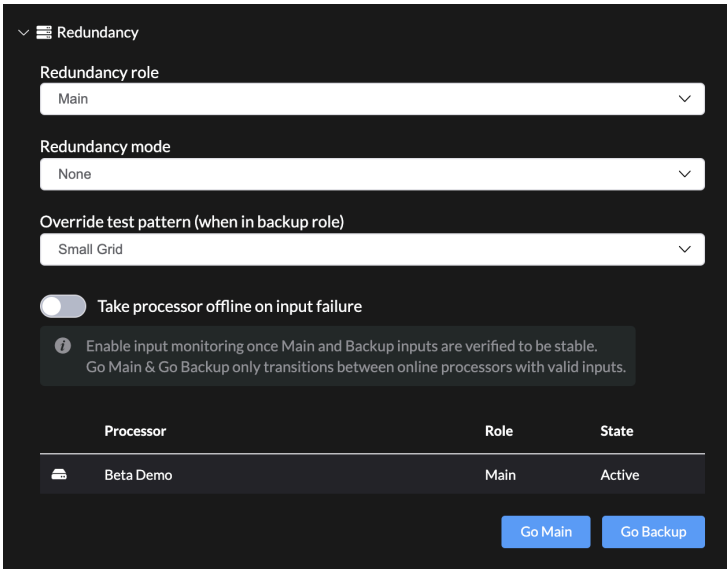 Redundancy
Redundancy role
Main
Redundancy mode
None
Override test pattern (when in backup role)
Small Grid
Take processor offline on input failure
Enable input monitoring once Main and Backup inputs are verified to be stable.
Go Main & Go Backup only transitions between online processors with valid inputs.
Processor Role State
Beta Demo Main Active
Go Main Go Backup